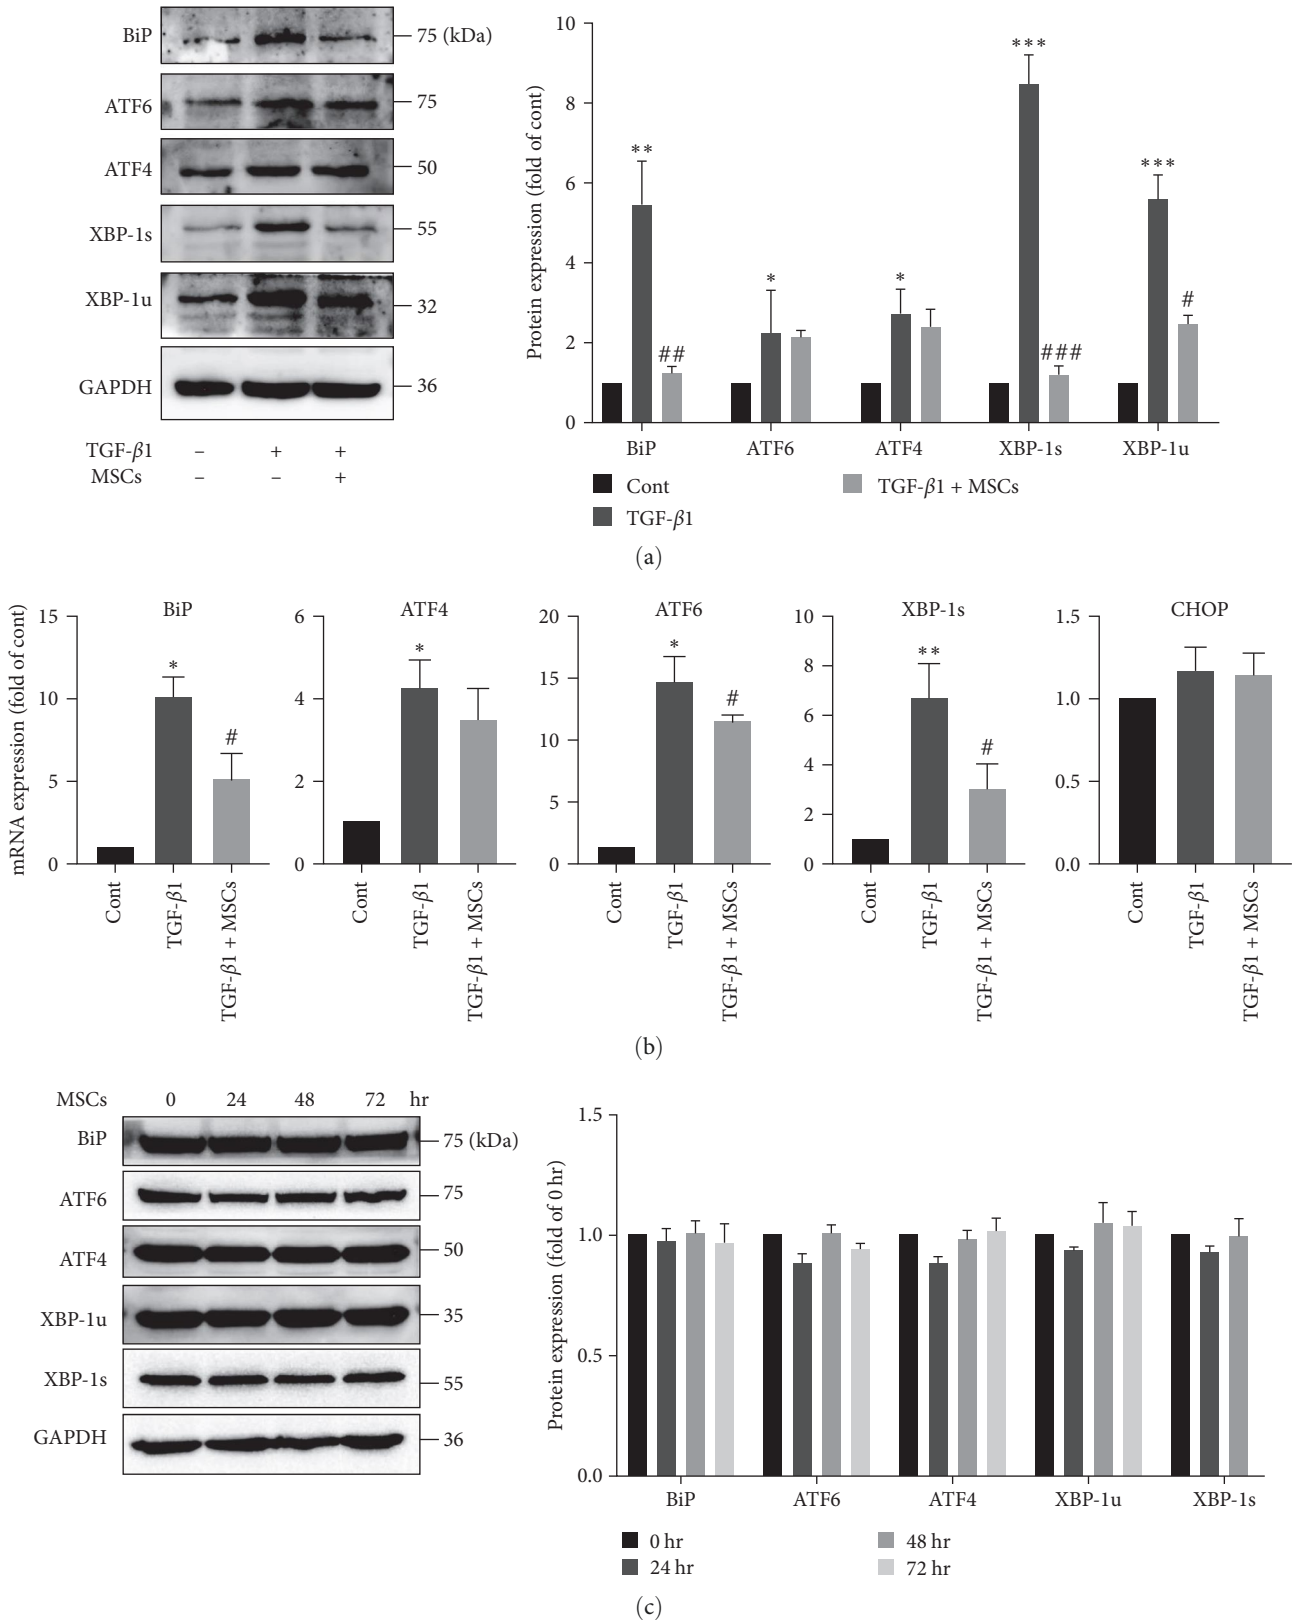 BiP
75 (kDa)
ATF6
75
ATF4
50
XBP-1s
55
XBP-1u
32
GAPDH
36
TGF-β1 – + +
MSCs – – +
Protein expression (fold of cont)
10
8
6
4
2
0
**
##
*
*
***
###
***
#
BiP ATF6 ATF4 XBP-1s XBP-1u
Cont
TGF-β1
TGF-β1 + MSCs
(a)
mRNA expression (fold of cont)
BiP
15
10
5
0
*
#
Cont
TGF-β1
TGF-β1 + MSCs
ATF4
6
4
2
0
*
Cont
TGF-β1
TGF-β1 + MSCs
ATF6
20
15
10
5
0
*
#
Cont
TGF-β1
TGF-β1 + MSCs
XBP-1s
10
8
6
4
2
0
**
#
Cont
TGF-β1
TGF-β1 + MSCs
CHOP
1.5
1.0
0.5
0.0
Cont
TGF-β1
TGF-β1 + MSCs
(b)
MSCs 0 24 48 72 hr
BiP
75 (kDa)
ATF6
75
ATF4
50
XBP-1u
35
XBP-1s
55
GAPDH
36
Protein expression (fold of 0 hr)
1.5
1.0
0.5
0.0
BiP ATF6 ATF4 XBP-1u XBP-1s
0 hr
24 hr
48 hr
72 hr
(c)